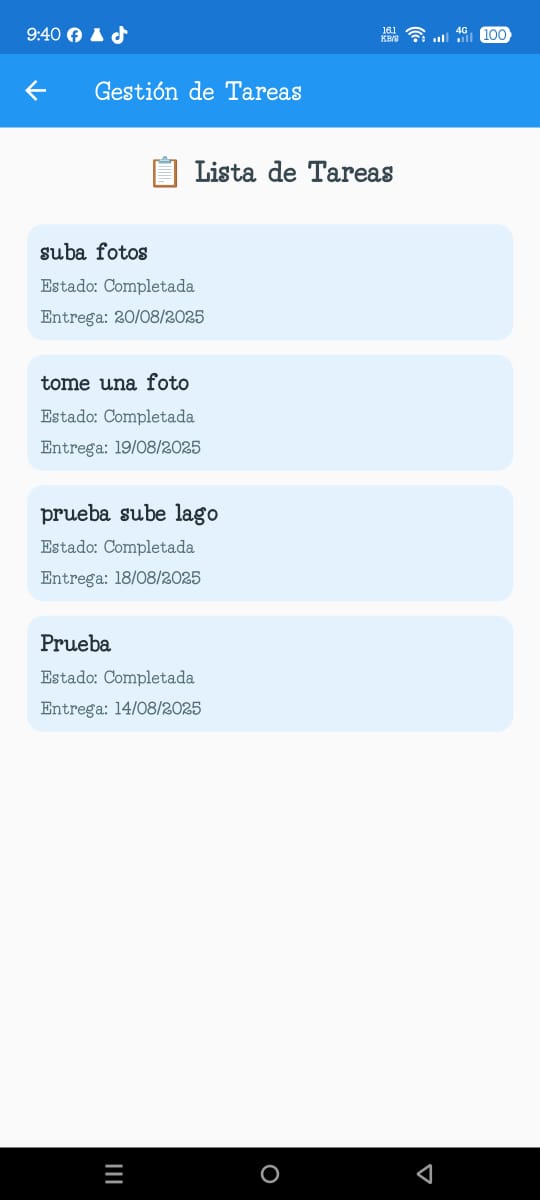 9:40
16.1 KB/S 4G 100
Gestión de Tareas
Lista de Tareas
suba fotos
Estado: Completada
Entrega: 20/08/2025
tome una foto
Estado: Completada
Entrega: 19/08/2025
prueba sube lago
Estado: Completada
Entrega: 18/08/2025
Prueba
Estado: Completada
Entrega: 14/08/2025